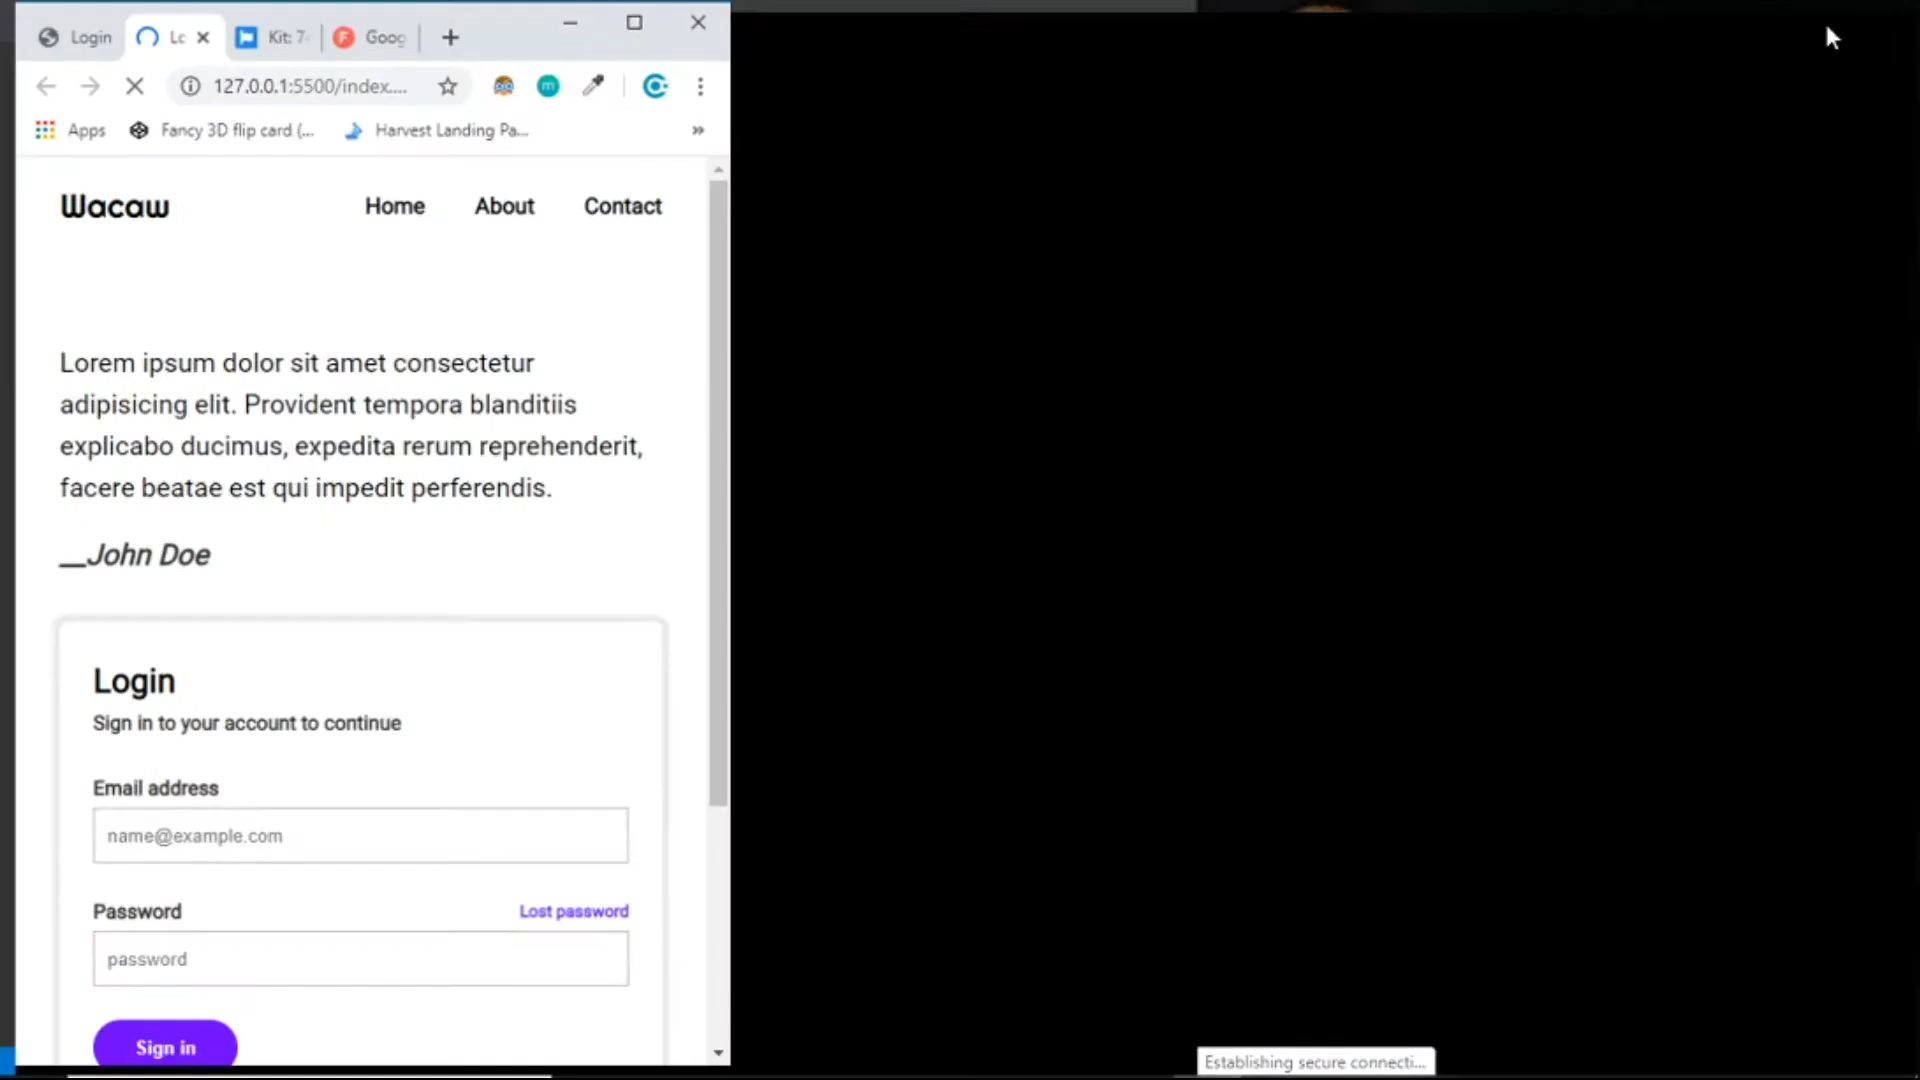 Login
Lc
Kit: 7
Goog
127.0.0.1:5500/index....
Apps
Fancy 3D flip card (...
Harvest Landing Pa...
»
Wacaw
Home
About
Contact
Lorem ipsum dolor sit amet consectetur
adipisicing elit. Provident tempora blanditiis
explicabo ducimus, expedita rerum reprehenderit,
facere beatae est qui impedit perferendis.
__John Doe
Login
Sign in to your account to continue
Email address
name@example.com
Password
Lost password
password
Sign in
Establishing secure connecti...